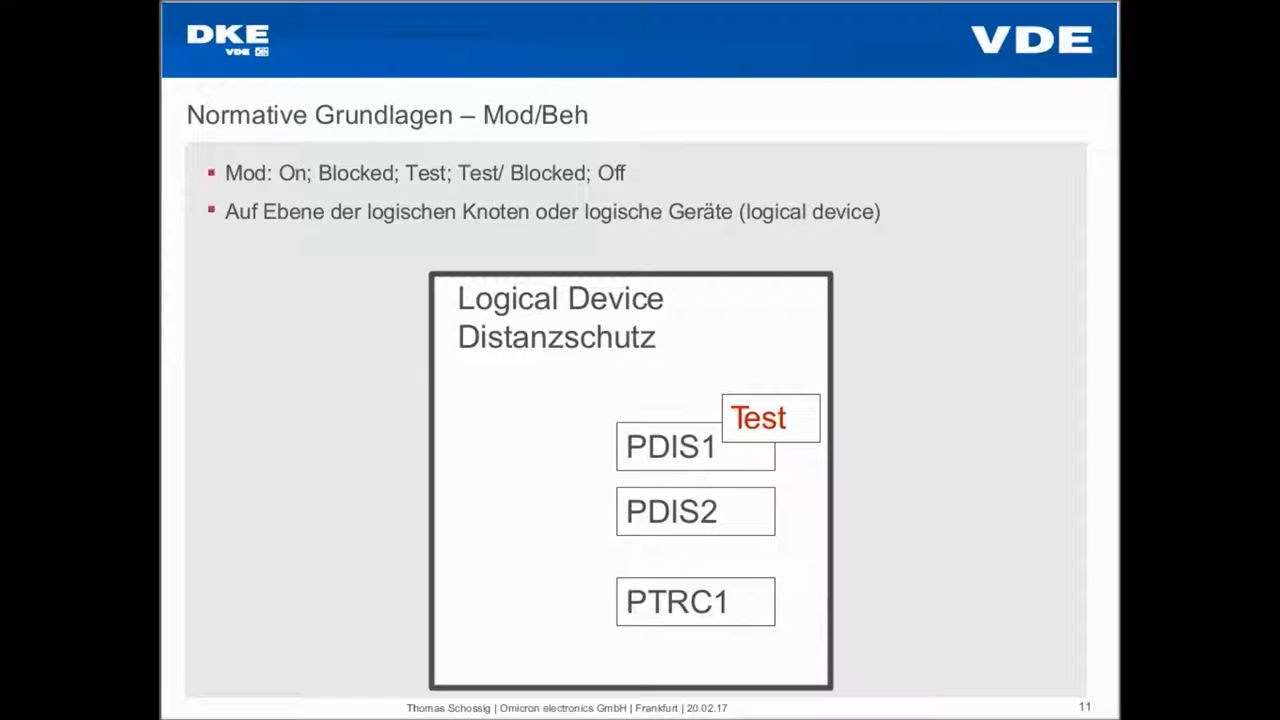 DKE
VDE DIN
VDE
Normative Grundlagen – Mod/Beh
Mod: On; Blocked; Test; Test/ Blocked; Off
Auf Ebene der logischen Knoten oder logische Geräte (logical device)
Logical Device
Distanzschutz
Test
PDIS1
PDIS2
PTRC1
Thomas Schossig | Omicron electronics GmbH | Frankfurt | 20.02.17
11